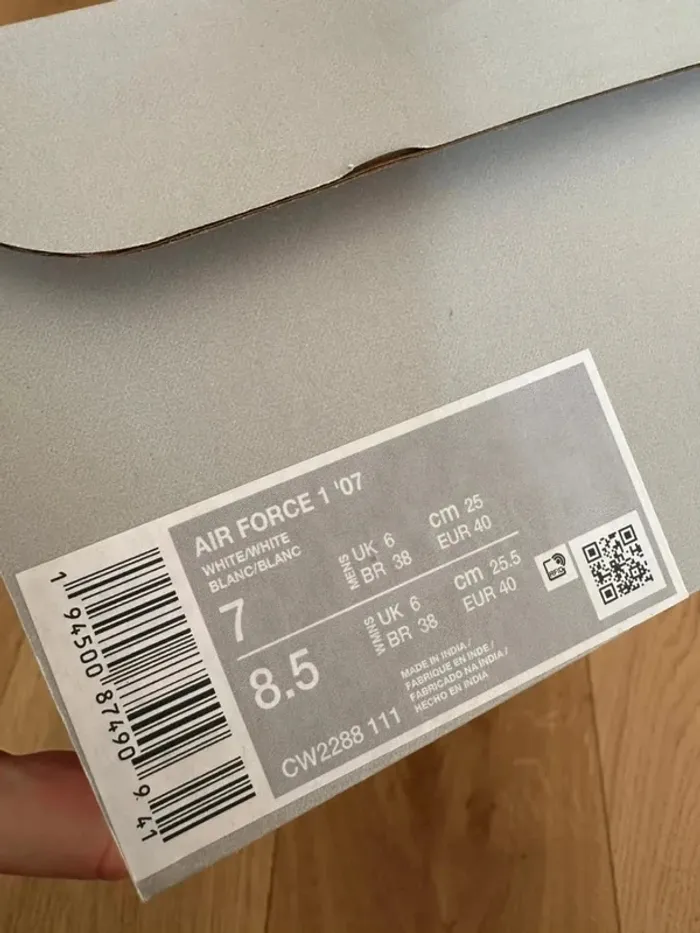 AIR FORCE 1 '07
WHITE/WHITE
BLANC/BLANC
7
MENS
UK 6
BR 38
cm 25
EUR 40
8.5
WMNS
UK 6
BR 38
cm 25.5
EUR 40
CW2288 111
MADE IN INDIA /
FABRIQUE EN INDE /
FABRICADO NA INDIA /
HECHO EN INDIA
RFID
1 94500 87490 9 41